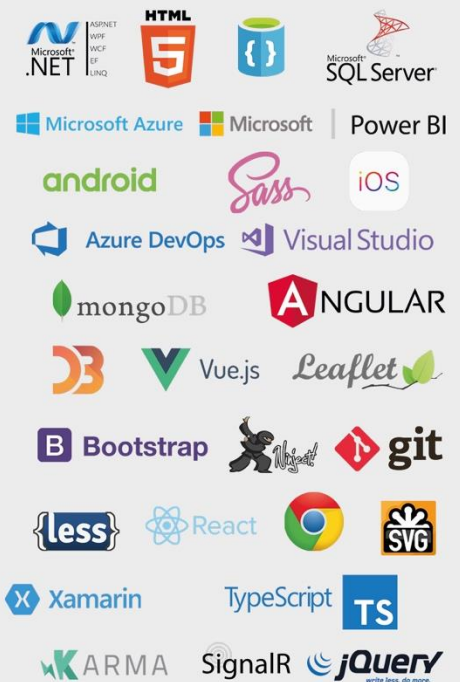 HTML
Microsoft®
.NET
ASP.NET
WPF
WCF
EF
LINQ
5
{ }
Microsoft®
SQL Server®
Microsoft Azure
Microsoft
Power BI
android
Sass
iOS
Azure DevOps
Visual Studio
mongoDB
ANGULAR
D3
Vue.js
Leaflet
B Bootstrap
Ninject!
git
{less}
React
SVG
Xamarin
TypeScript
TS
KARMA
SignalR
jQuery
write less, do more.